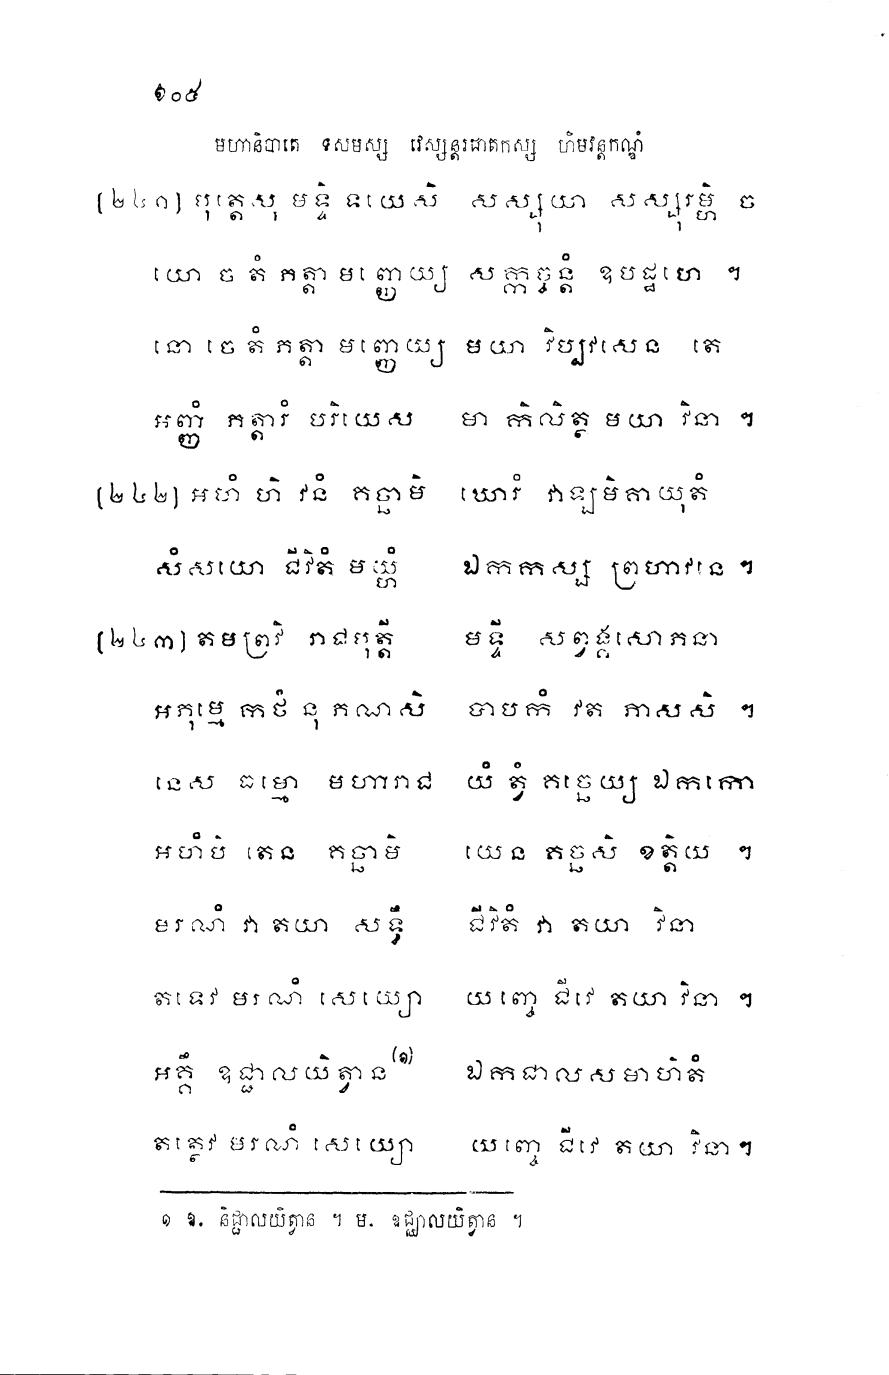 ១០៥
មហានិបាតេ ទសមស្ស វេស្សន្តរជាតកស្ស ហិមវន្តកណ្ឌំ
(២៤១) បុត្តេសុ មទ្ទិ ទយេសិ សស្សុយា សស្សុរម្ហិ ច
យោ ច តំ ភត្តា មញ្ញេយ្យ សក្កច្ចន្តំ ឧបដ្ឋហេ ។
នោ ចេ តំ ភត្តា មញ្ញេយ្យ មយា វិប្បវសេន តេ
អញ្ញំ ភត្តារំ បរិយេស មា កិលិត្ថ មយា វិនា ។
(២៤២) អហំ ហិ វនំ គច្ឆាមិ ឃោរំ វាឡមិគាយុតំ
សំសយោ ជីវិតំ មយ្ហំ ឯកកស្ស ព្រហាវនេ ។
(២៤៣) តមព្រវិ រាជបុត្តី មទ្ទី សព្វង្គសោភនា
អភុម្មេ កថំ នុ ភណសិ បាបកំ វត ភាសសិ ។
នេស ធម្មោ មហារាជ យំ ត្វំ គច្ឆេយ្យ ឯកកោ
អហំបិ តេន គច្ឆាមិ យេន គច្ឆសិ ខត្តិយ ។
មរណំ វា តយា សទ្ធឹ ជីវិតំ វា តយា វិនា
តទេវ មរណំ សេយ្យោ យញ្ចេ ជីវេ តយា វិនា ។
អគ្គឹ ឧជ្ជាលយិត្វាន(១) ឯកជាលសមាហិតំ
តត្ថេវ មរណំ សេយ្យោ យញ្ចេ ជីវេ តយា វិនា។
១ ឱ. និជ្ជាលយិត្វាន ។ ម. ឧជ្ឈាលយិត្វាន ។